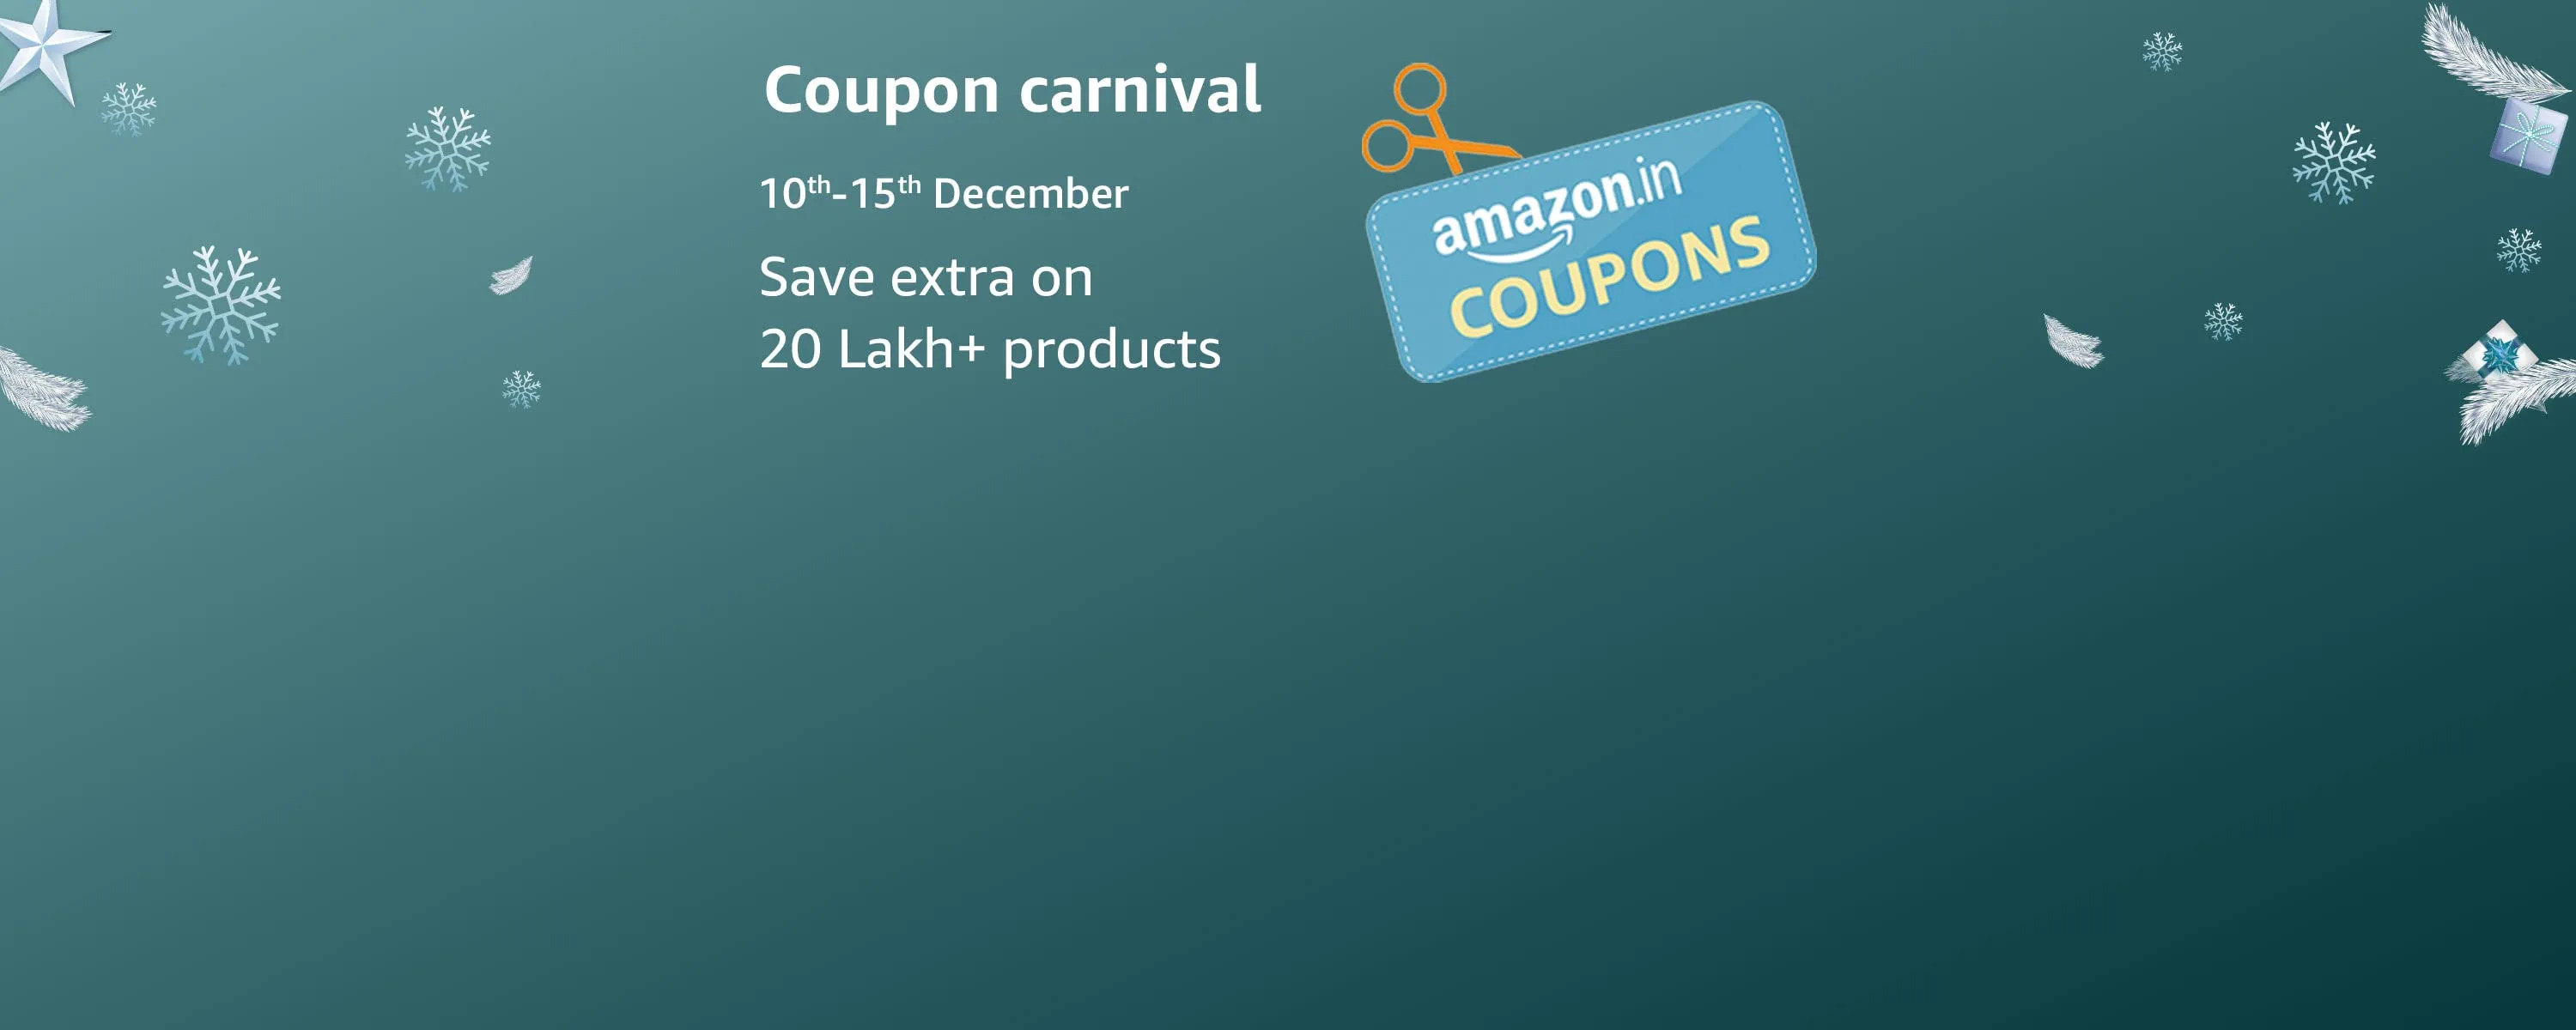 Coupon carnival
10th-15th December
Save extra on
20 Lakh+ products
amazon.in
COUPONS